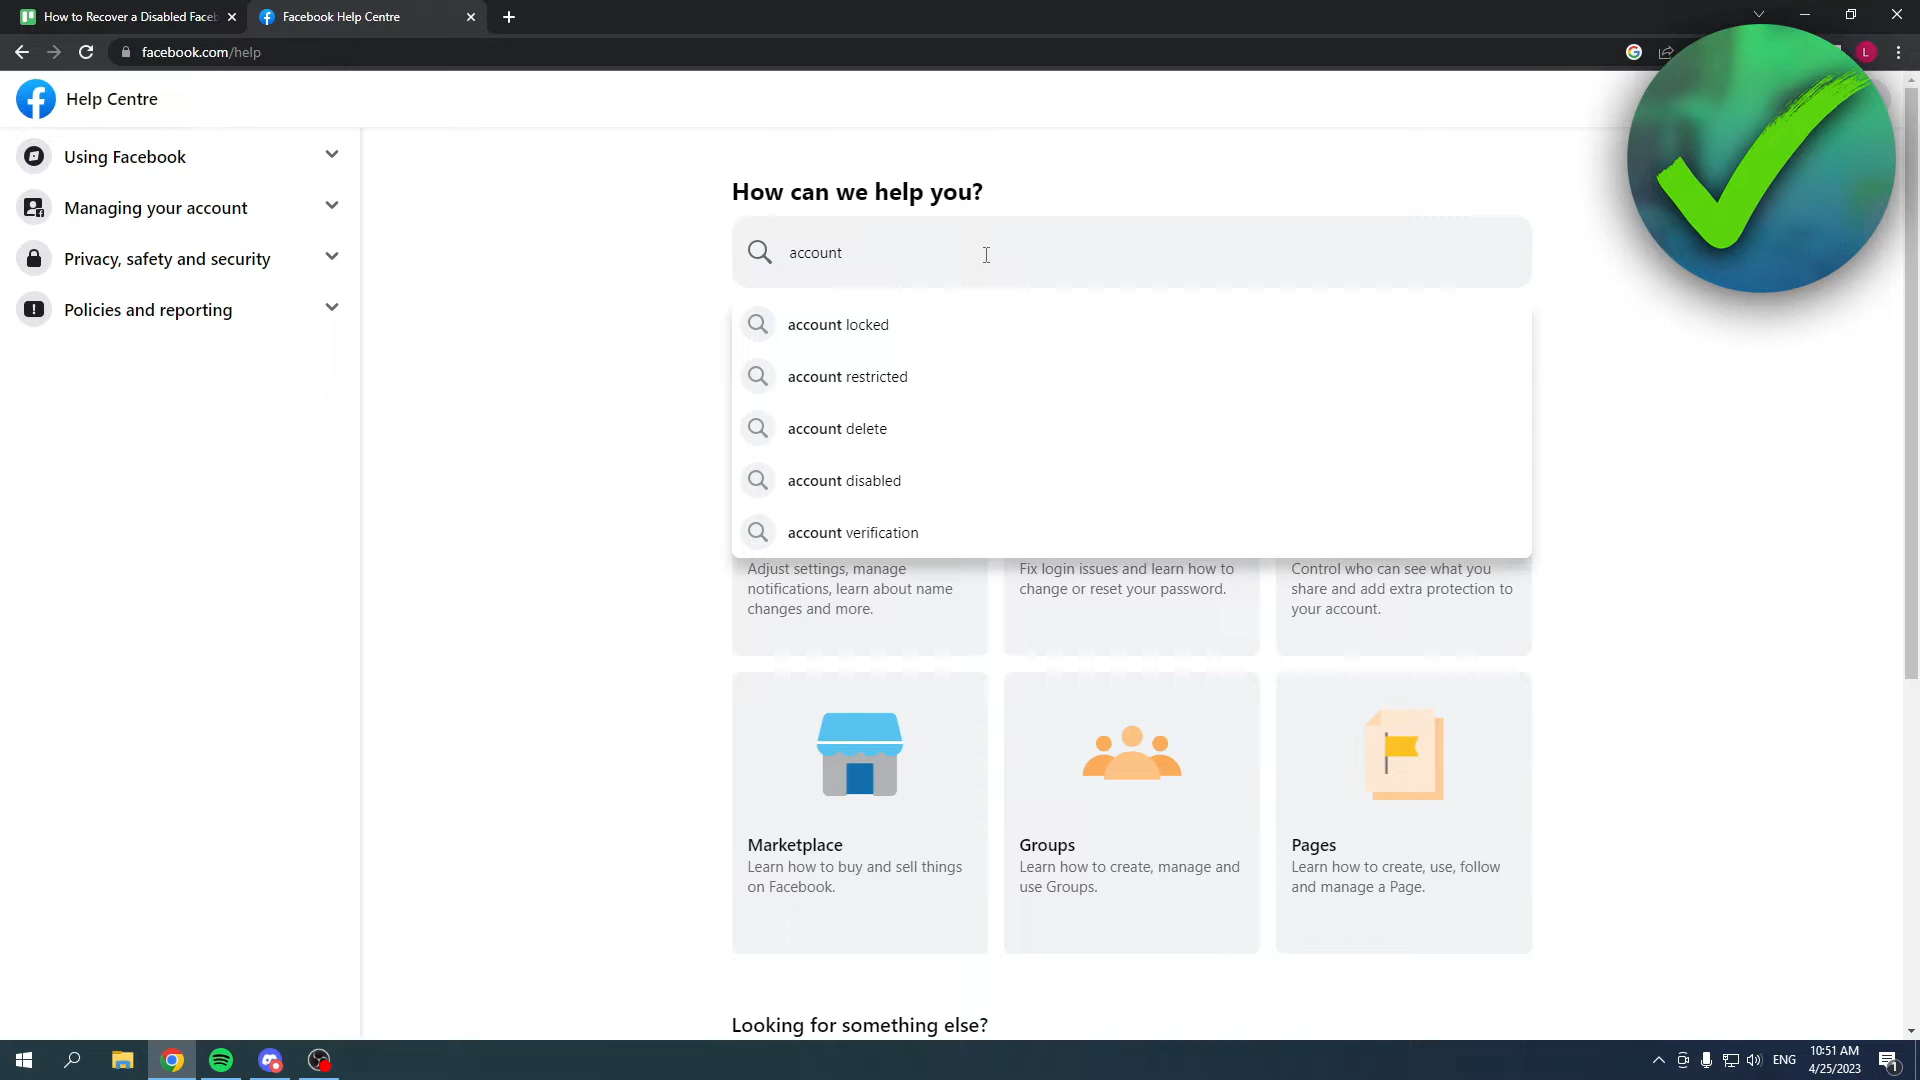 How to Recover a Disabled Faceb
Facebook Help Centre
facebook.com/help
L
Help Centre
Using Facebook
Managing your account
Privacy, safety and security
Policies and reporting
How can we help you?
account
account locked
account restricted
account delete
account disabled
account verification
Adjust settings, manage
notifications, learn about name
changes and more.
Fix login issues and learn how to
change or reset your password.
Control who can see what you
share and add extra protection to
your account.
Marketplace
Learn how to buy and sell things
on Facebook.
Groups
Learn how to create, manage and
use Groups.
Pages
Learn how to create, use, follow
and manage a Page.
Looking for something else?
ENG
10:51 AM
4/25/2023
1